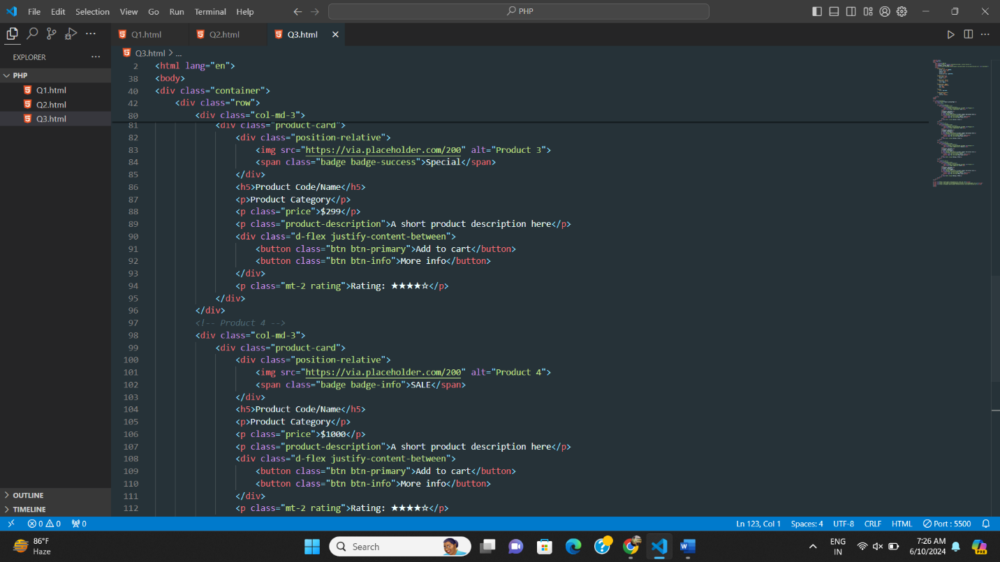 File Edit Selection View Go Run Terminal Help PHP
Q1.html Q2.html Q3.html
EXPLORER
Q3.html > ...
PHP
Q1.html
Q2.html
Q3.html
2 <html lang="en">
38 <body>
40 <div class="container">
42 <div class="row">
80 <div class="col-md-3">
81 <div class="product-card">
82 <div class="position-relative">
83 <img src="https://via.placeholder.com/200" alt="Product 3">
84 <span class="badge badge-success">Special</span>
85 </div>
86 <h5>Product Code/Name</h5>
87 <p>Product Category</p>
88 <p class="price">$299</p>
89 <p class="product-description">A short product description here</p>
90 <div class="d-flex justify-content-between">
91 <button class="btn btn-primary">Add to cart</button>
92 <button class="btn btn-info">More info</button>
93 </div>
94 <p class="mt-2 rating">Rating: ★★★★☆</p>
95 </div>
96 </div>
97 <!-- Product 4 -->
98 <div class="col-md-3">
99 <div class="product-card">
100 <div class="position-relative">
101 <img src="https://via.placeholder.com/200" alt="Product 4">
102 <span class="badge badge-info">SALE</span>
103 </div>
104 <h5>Product Code/Name</h5>
105 <p>Product Category</p>
106 <p class="price">$1000</p>
107 <p class="product-description">A short product description here</p>
108 <div class="d-flex justify-content-between">
109 <button class="btn btn-primary">Add to cart</button>
110 <button class="btn btn-info">More info</button>
111 </div>
112 <p class="mt-2 rating">Rating: ★★★★☆</p>
OUTLINE
TIMELINE
0 0 0 Ln 123, Col 1 Spaces: 4 UTF-8 CRLF HTML Port : 5500
86°F
Haze
Search
ENG
IN
7:26 AM
6/10/2024
PRE